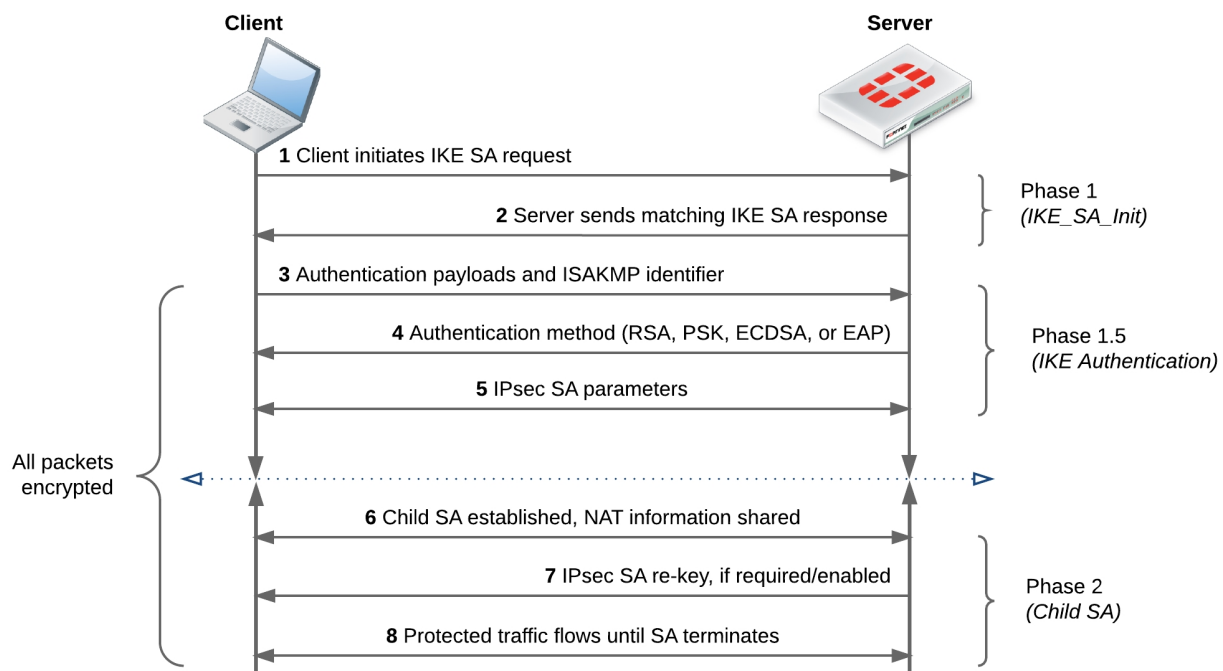 Client
Server
FORTINET
1 Client initiates IKE SA request
2 Server sends matching IKE SA response
Phase 1
(IKE_SA_Init)
3 Authentication payloads and ISAKMP identifier
4 Authentication method (RSA, PSK, ECDSA, or EAP)
Phase 1.5
(IKE Authentication)
5 IPsec SA parameters
All packets
encrypted
6 Child SA established, NAT information shared
7 IPsec SA re-key, if required/enabled
Phase 2
(Child SA)
8 Protected traffic flows until SA terminates